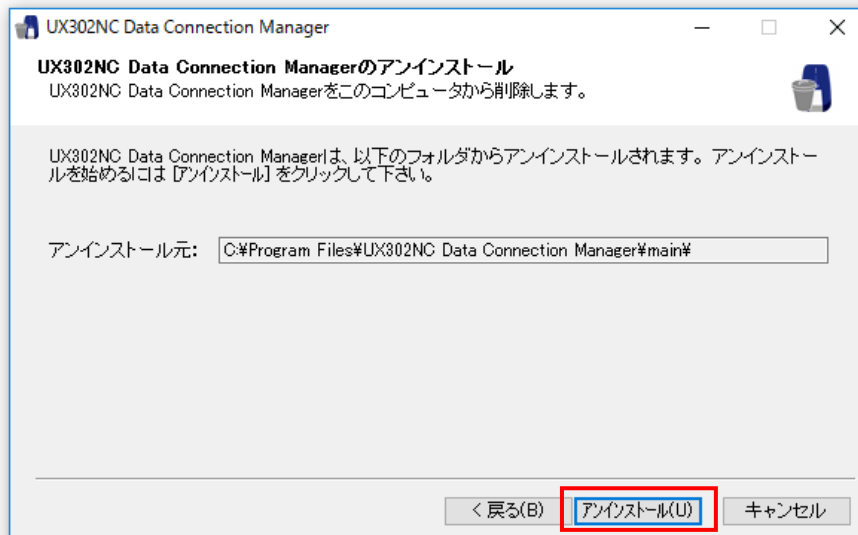 UX302NC Data Connection Manager
UX302NC Data Connection Managerのアンインストール
UX302NC Data Connection Managerをこのコンピュータから削除します。
UX302NC Data Connection Managerは、以下のフォルダからアンインストールされます。アンインストー
ルを始めるには [アンインストール] をクリックして下さい。
アンインストール元: C:¥Program Files¥UX302NC Data Connection Manager¥main¥
< 戻る(B) アンインストール(U) キャンセル